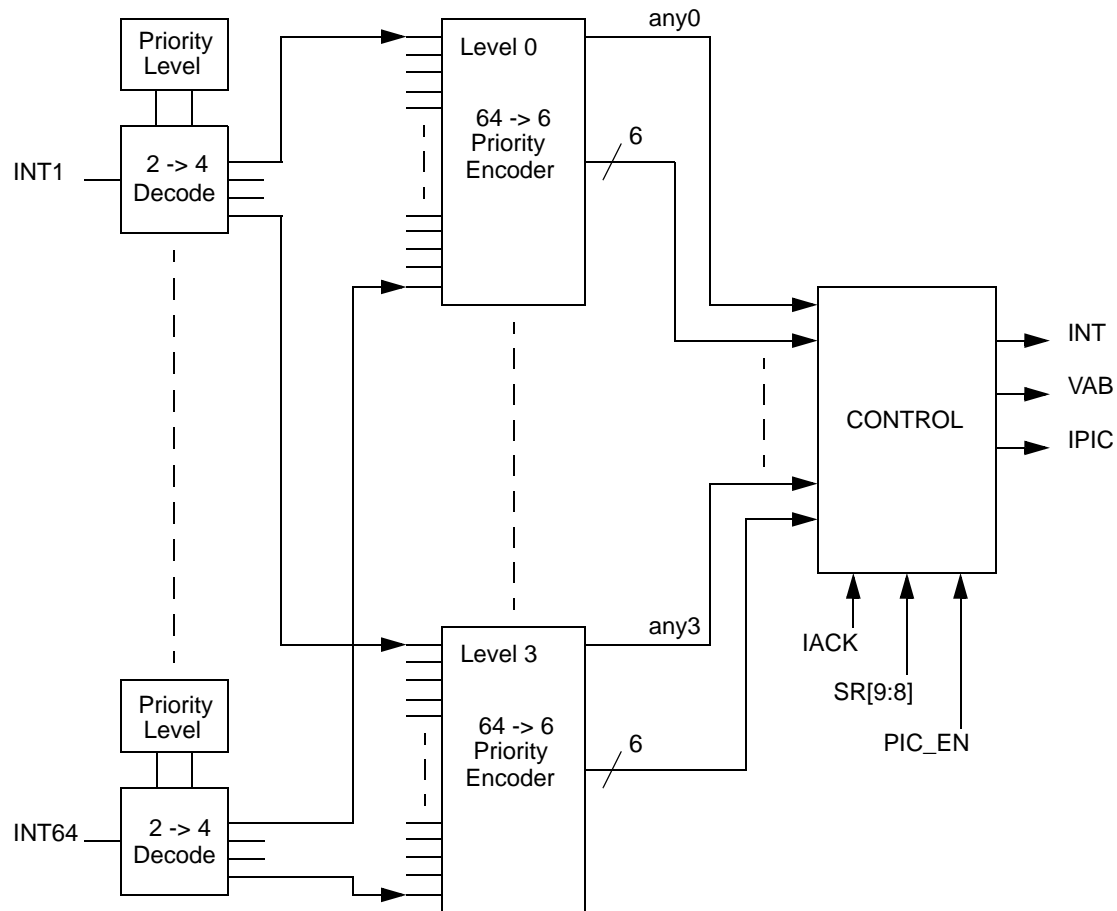 Priority
Level
INT1
2 -> 4
Decode
Level 0
64 -> 6
Priority
Encoder
any0
6
CONTROL
INT
VAB
IPIC
IACK
SR[9:8]
PIC_EN
Priority
Level
INT64
2 -> 4
Decode
Level 3
64 -> 6
Priority
Encoder
any3
6